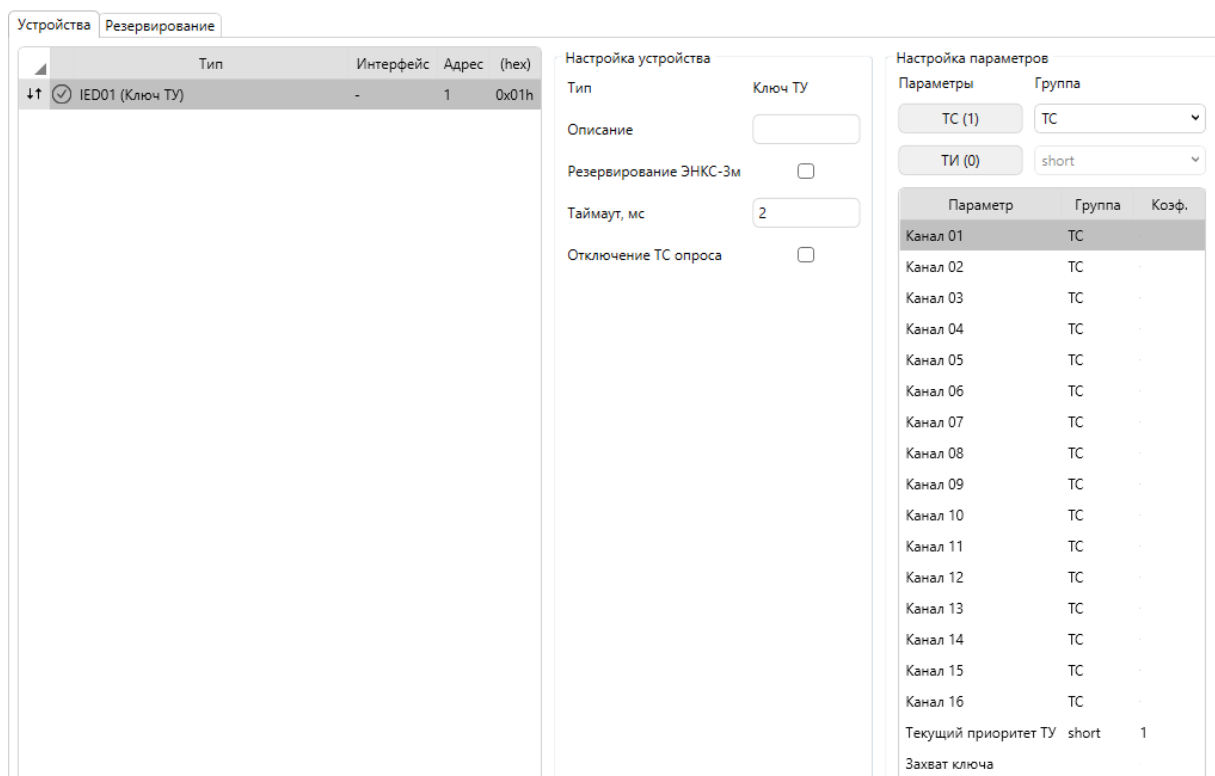 Устройства Резервирование
Тип Интерфейс Адрес (hex)
IED01 (Ключ ТУ) - 1 0x01h
Настройка устройства
Тип Ключ ТУ
Описание
Резервирование ЭНКС-3м
Таймаут, мс 2
Отключение ТС опроса
Настройка параметров
Параметры Группа
ТС (1) ТС
ТИ (0) short
Параметр Группа Коэф.
Канал 01 ТС
Канал 02 ТС
Канал 03 ТС
Канал 04 ТС
Канал 05 ТС
Канал 06 ТС
Канал 07 ТС
Канал 08 ТС
Канал 09 ТС
Канал 10 ТС
Канал 11 ТС
Канал 12 ТС
Канал 13 ТС
Канал 14 ТС
Канал 15 ТС
Канал 16 ТС
Текущий приоритет ТУ short 1
Захват ключа